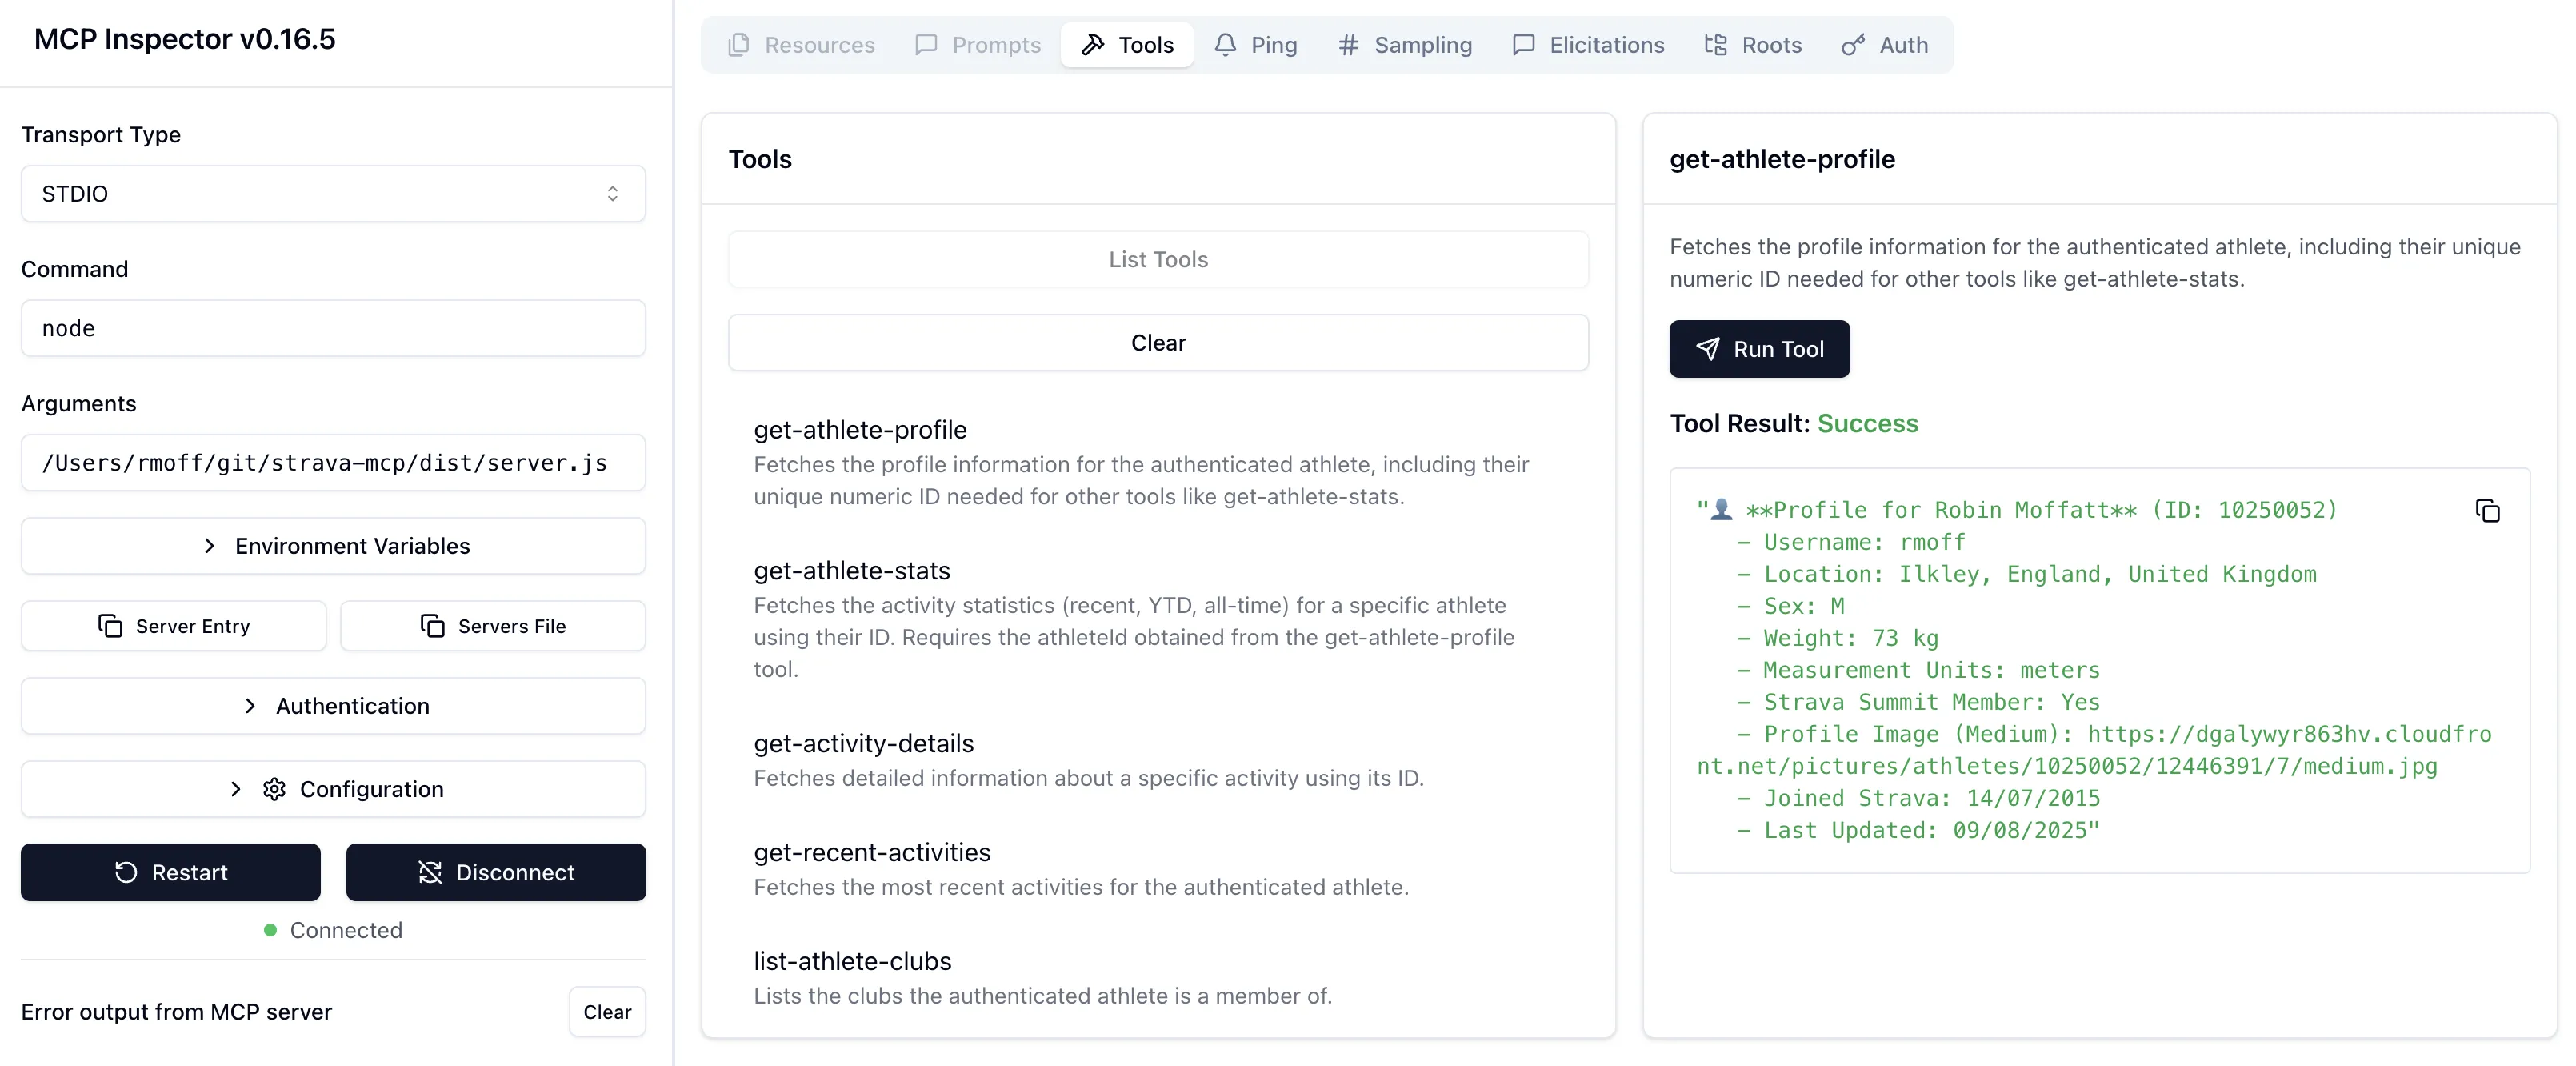 MCP Inspector v0.16.5
Transport Type
STDIO
Command
node
Arguments
/Users/rmoff/git/strava-mcp/dist/server.js
Environment Variables
Server Entry
Servers File
Authentication
Configuration
Restart
Disconnect
Connected
Error output from MCP server
Clear
Resources
Prompts
Tools
Ping
Sampling
Elicitations
Roots
Auth
Tools
List Tools
Clear
get-athlete-profile
Fetches the profile information for the authenticated athlete, including their
unique numeric ID needed for other tools like get-athlete-stats.
get-athlete-stats
Fetches the activity statistics (recent, YTD, all-time) for a specific athlete
using their ID. Requires the athleteId obtained from the get-athlete-profile
tool.
get-activity-details
Fetches detailed information about a specific activity using its ID.
get-recent-activities
Fetches the most recent activities for the authenticated athlete.
list-athlete-clubs
Lists the clubs the authenticated athlete is a member of.
get-athlete-profile
Fetches the profile information for the authenticated athlete, including their unique
numeric ID needed for other tools like get-athlete-stats.
Run Tool
Tool Result: Success
"👤 **Profile for Robin Moffatt** (ID: 10250052)
- Username: rmoff
- Location: Ilkley, England, United Kingdom
- Sex: M
- Weight: 73 kg
- Measurement Units: meters
- Strava Summit Member: Yes
- Profile Image (Medium): https://dgalywyr863hv.cloudfro
nt.net/pictures/athletes/10250052/12446391/7/medium.jpg
- Joined Strava: 14/07/2015
- Last Updated: 09/08/2025"